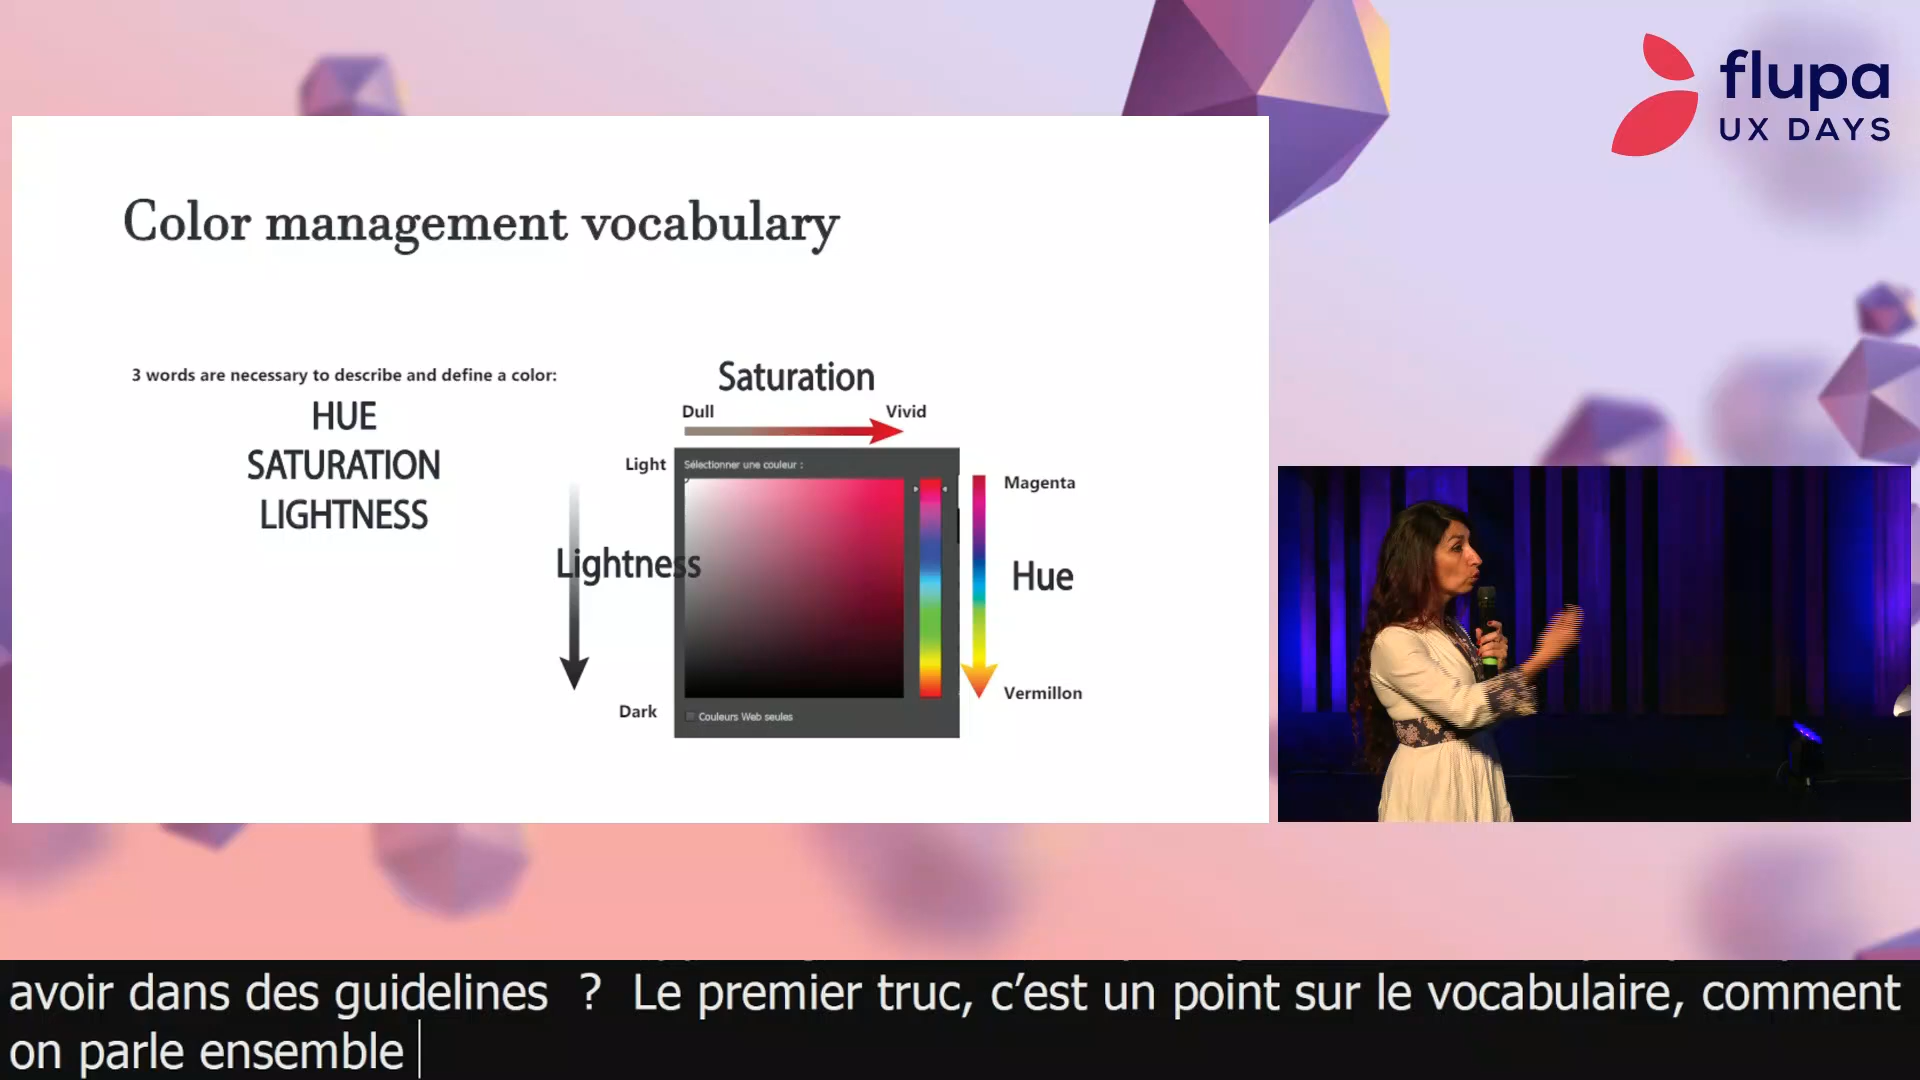 flupa
UX DAYS
Color management vocabulary
3 words are necessary to describe and define a color:
HUE
SATURATION
LIGHTNESS
Saturation
Dull
Vivid
Light
Sélectionner une couleur :
Magenta
Lightness
Hue
Vermillon
Dark
Couleurs Web seules
avoir dans des guidelines  ?  Le premier truc, c’est un point sur le vocabulaire, comment
on parle ensemble